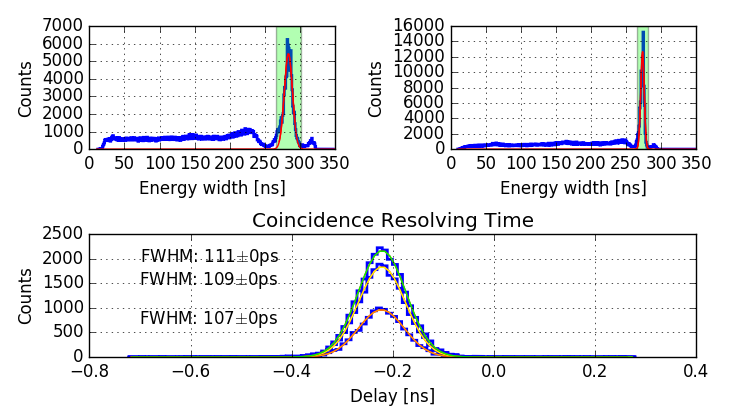 7000
6000
5000
4000
3000
2000
1000
0
Counts
0 50 100 150 200 250 300 350
Energy width [ns]
16000
14000
12000
10000
8000
6000
4000
2000
0
Counts
0 50 100 150 200 250 300 350
Energy width [ns]
Coincidence Resolving Time
2500
2000
1500
1000
500
0
Counts
FWHM: 111±0ps
FWHM: 109±0ps
FWHM: 107±0ps
−0.8 −0.6 −0.4 −0.2 0.0 0.2 0.4
Delay [ns]